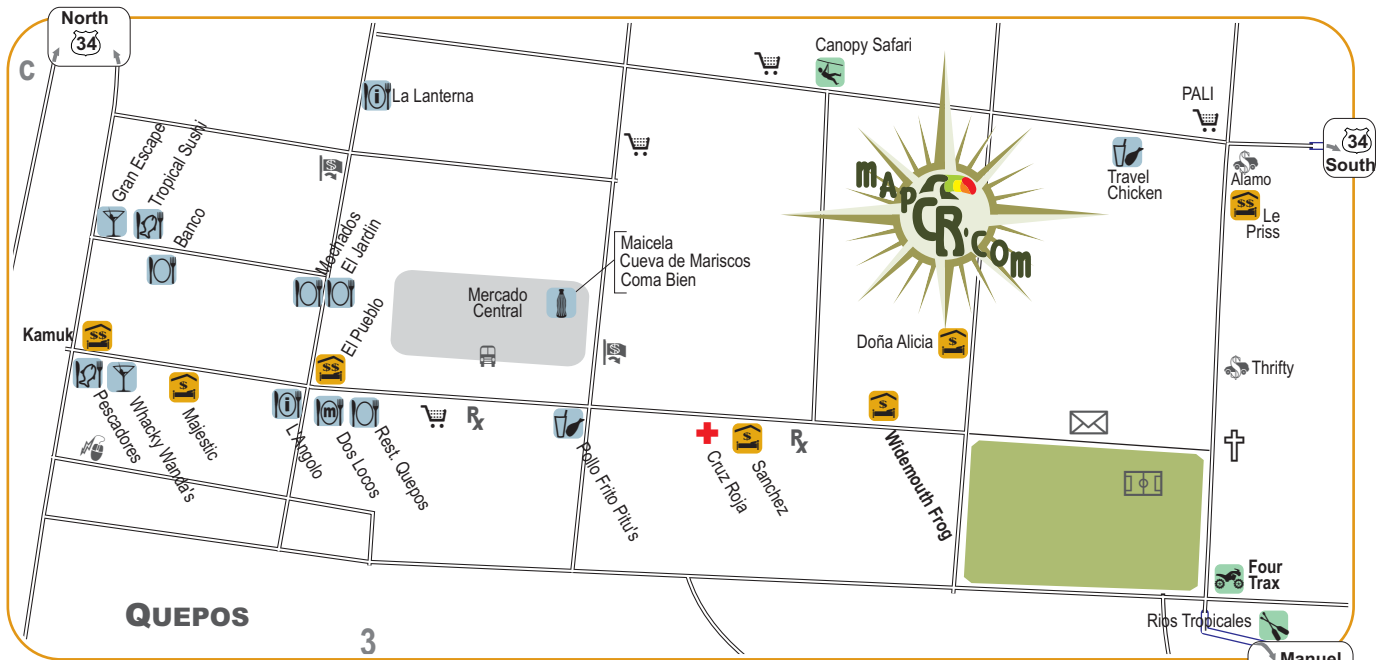 North
34
C
Canopy Safari
La Lanterna
PALI
34
South
Gran Escape
Tropical Sushi
Banco
$
Travel
Chicken
$
Alamo
$$
Le
Priss
mapCR.com
Machados
El Jardin
Maicela
Cueva de Mariscos
Coma Bien
Mercado
Central
Kamuk
$$
El Pueblo
$$
$
Doña Alicia
$
$
Thrifty
Pescadores
Whacky Wanda's
$
Majestic
L'Angolo
m
Dos Locos
Rest. Quepos
Rx
Pollo Frito Pitu's
Cruz Roja
$
Sanchez
Rx
$
Widemouth Frog
Four
Trax
QUEPOS
3
Rios Tropicales
Manuel